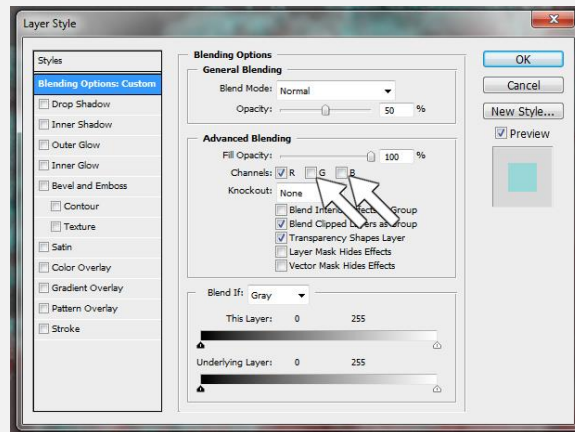 Layer Style
Styles
Blending Options: Custom
Drop Shadow
Inner Shadow
Outer Glow
Inner Glow
Bevel and Emboss
Contour
Texture
Satin
Color Overlay
Gradient Overlay
Pattern Overlay
Stroke
Blending Options
General Blending
Blend Mode: Normal
Opacity: 50 %
Advanced Blending
Fill Opacity: 100 %
Channels: R G B
Knockout: None
Blend Group
Blend Clipped as Group
Transparency Shapes Layer
Layer Mask Hides Effects
Vector Mask Hides Effects
Blend If: Gray
This Layer: 0 255
Underlying Layer: 0 255
OK
Cancel
New Style...
Preview